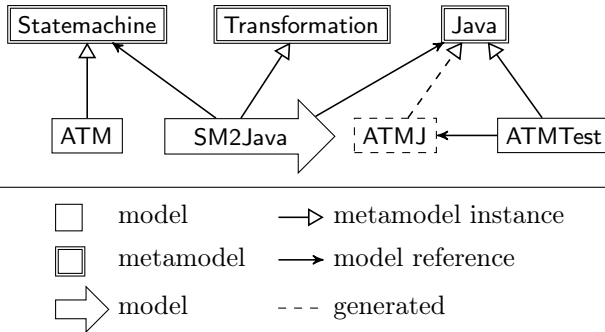 Statemachine Transformation Java
ATM SM2Java ATMJ ATMTest
model metamodel instance
metamodel model reference
model generated